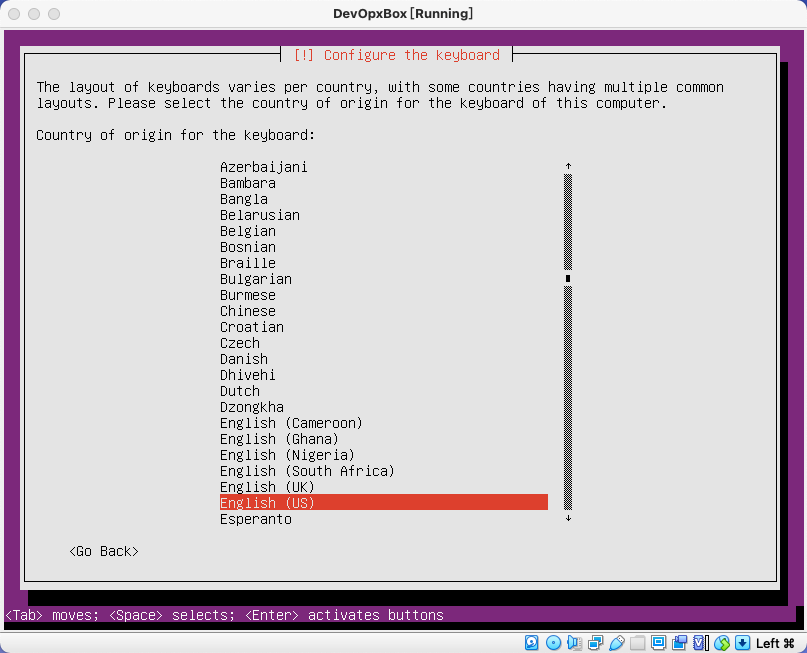 DevOpxBox [Running]
[!] Configure the keyboard
The layout of keyboards varies per country, with some countries having multiple common
layouts. Please select the country of origin for the keyboard of this computer.
Country of origin for the keyboard:
Azerbaijani
Bambara
Bangla
Belarusian
Belgian
Bosnian
Braille
Bulgarian
Burmese
Chinese
Croatian
Czech
Danish
Dhivehi
Dutch
Dzongkha
English (Cameroon)
English (Ghana)
English (Nigeria)
English (South Africa)
English (UK)
English (US)
Esperanto
<Go Back>
<Tab> moves; <Space> selects; <Enter> activates buttons
Left ⌘